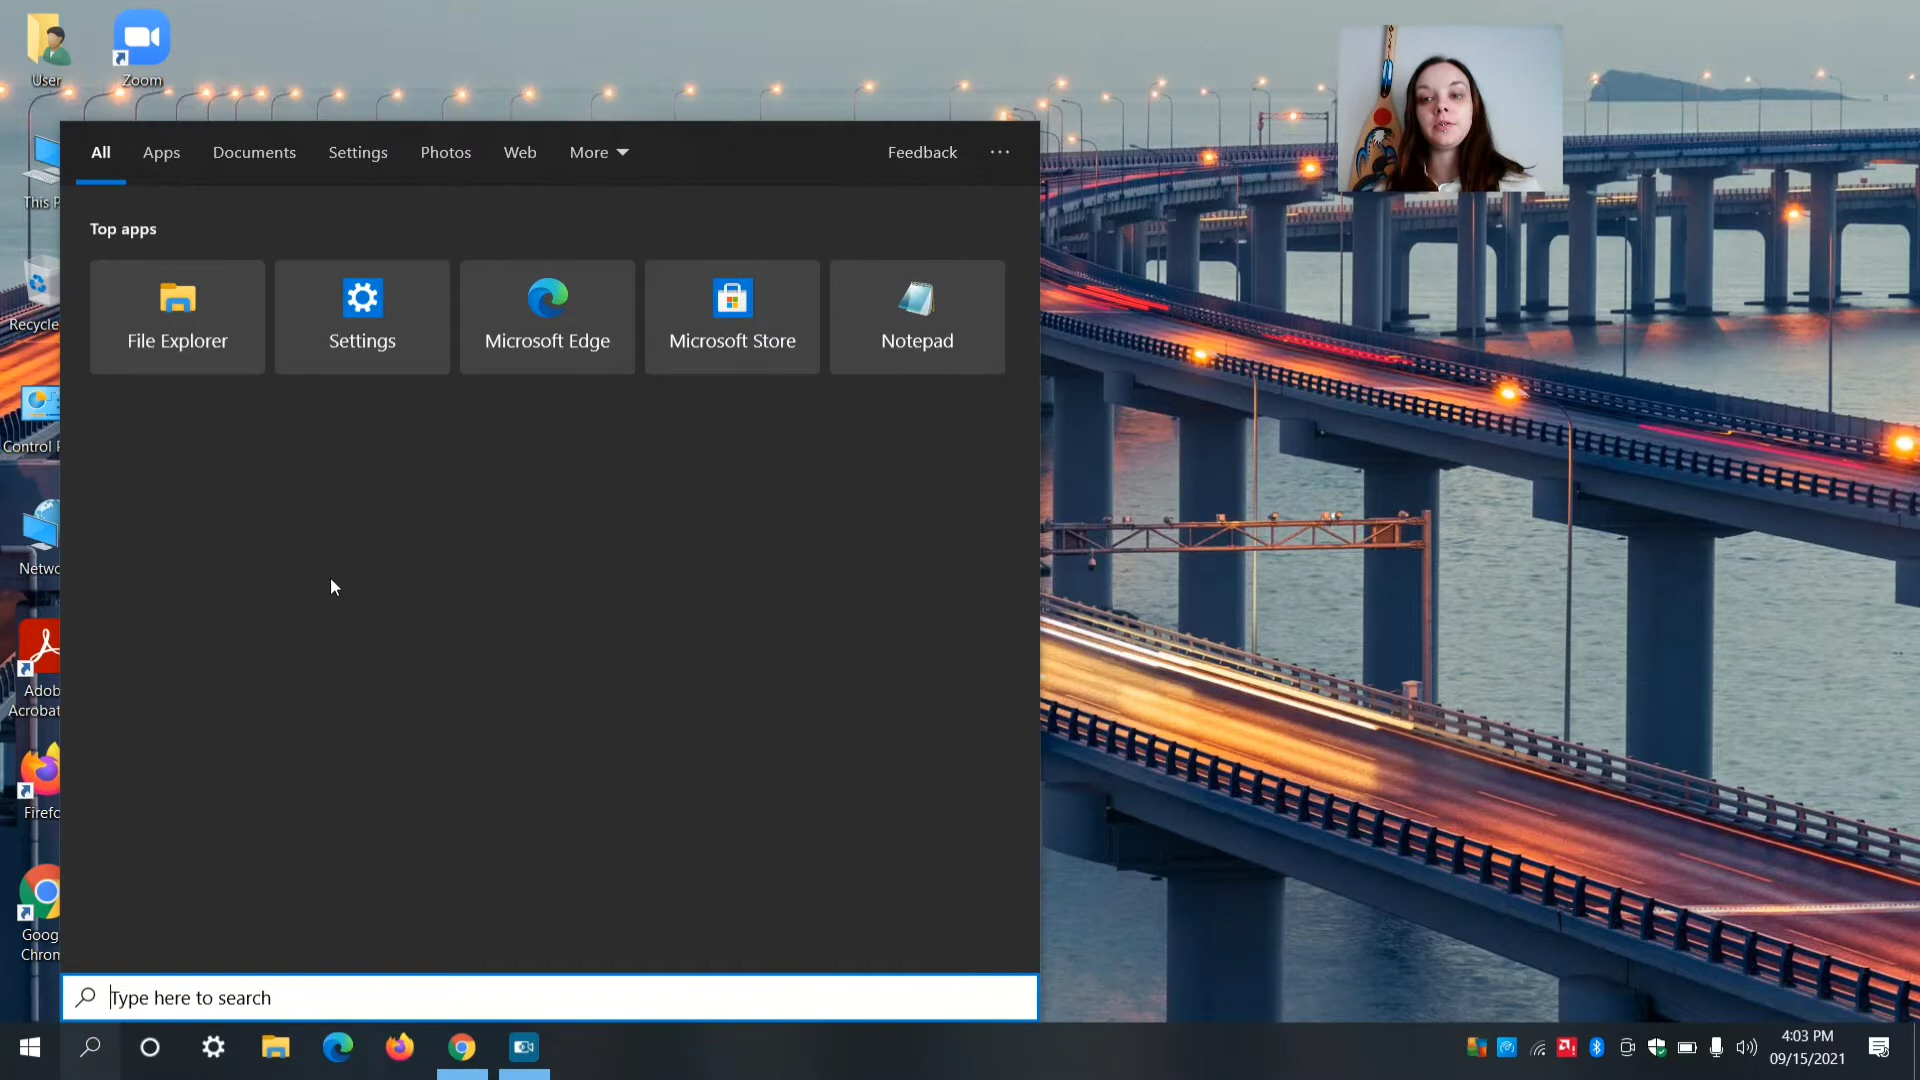 User
Zoom
This P
Recycle
Control P
Netwo
Adob
Acrobat
Firefo
Goog
Chron
All Apps Documents Settings Photos Web More Feedback ···
Top apps
File Explorer Settings Microsoft Edge Microsoft Store Notepad
Type here to search
4:03 PM
09/15/2021